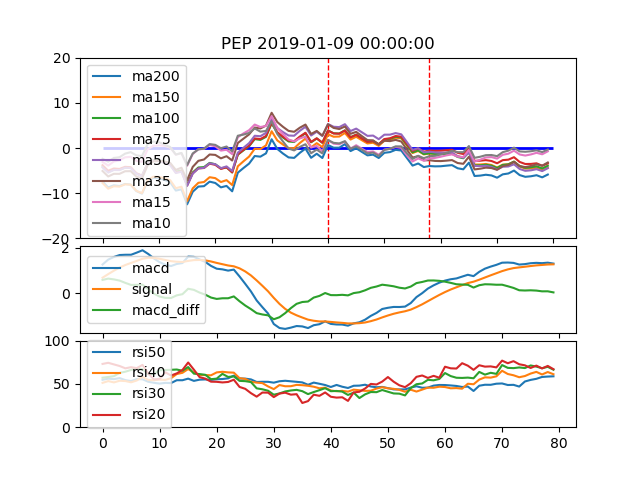 PEP 2019-01-09 00:00:00
20
10
0
−10
−20
ma200
ma150
ma100
ma75
ma50
ma35
ma15
ma10
2
0
macd
signal
macd_diff
100
50
0
rsi50
rsi40
rsi30
rsi20
0 10 20 30 40 50 60 70 80